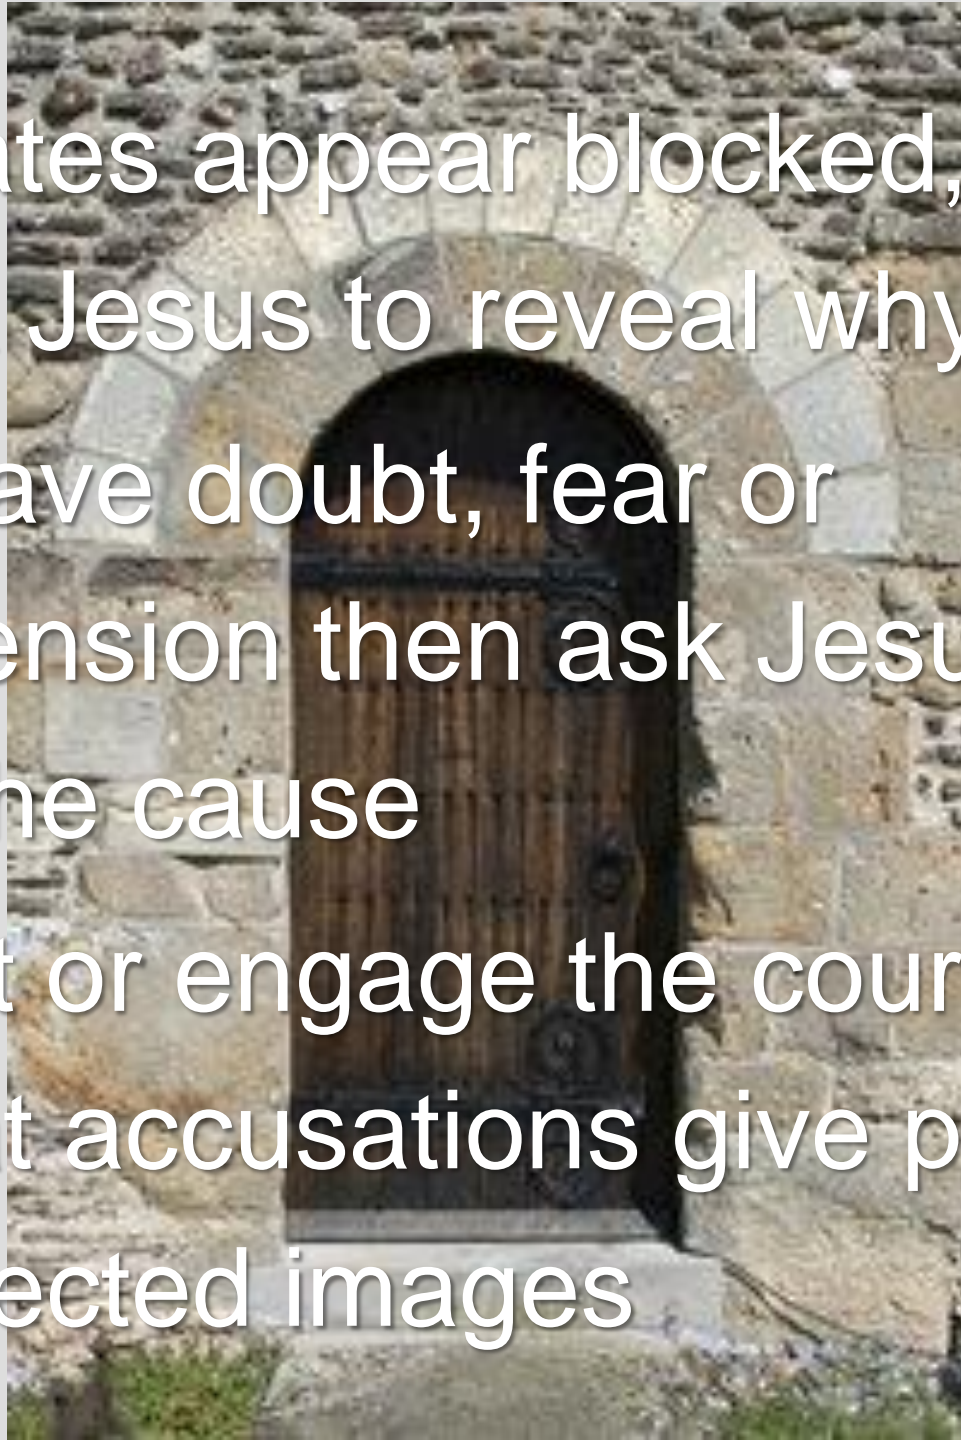 ates appear blocked,
Jesus to reveal why
ave doubt, fear or
ension then ask Jesu
he cause
t or engage the cour
t accusations give p
ected images